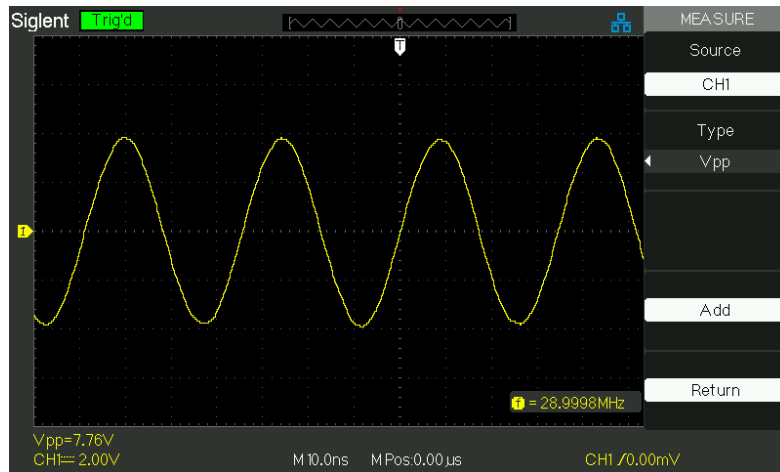 Siglent Trig'd MEASURE
T
Source
CH1
Type
Vpp
1
Add
f = 28.9998MHz
Return
Vpp=7.76V
CH1 2.00V M 10.0ns M Pos:0.00μs CH1 /0.00mV